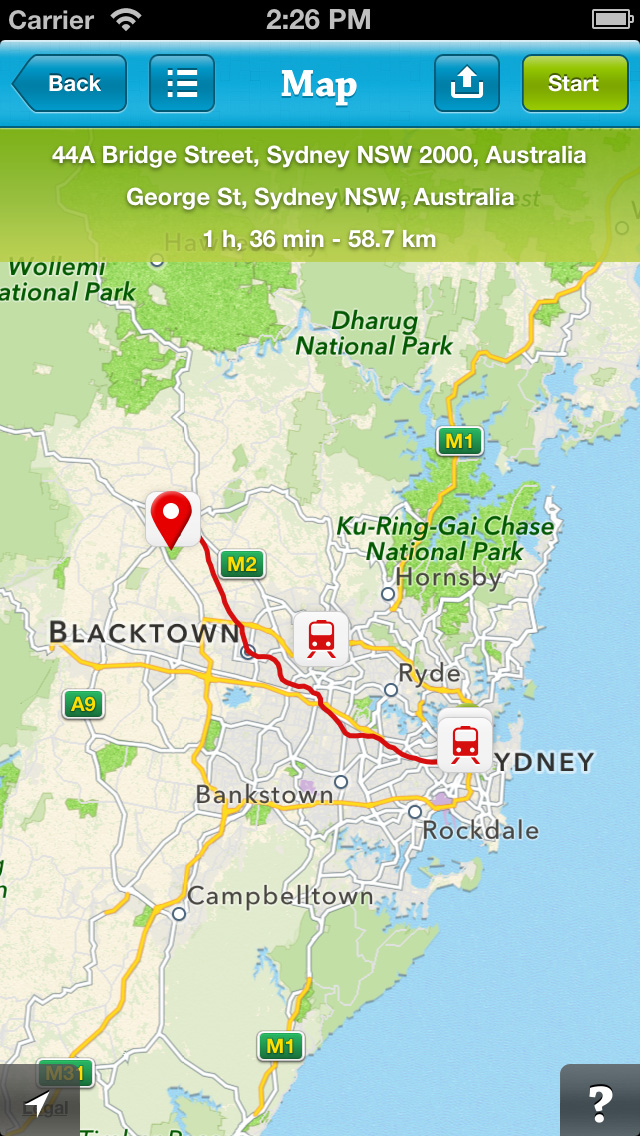 Carrier 2:26 PM
Back Map Start
44A Bridge Street, Sydney NSW 2000, Australia
George St, Sydney NSW, Australia
1 h, 36 min - 58.7 km
Wollemi
ational Park
Dharug
National Park
M1
Ku-Ring-Gai Chase
National Park
M2
Hornsby
BLACKTOWN
Ryde
A9
YDNEY
Bankstown
Rockdale
Campbelltown
M1
M31
Legal
?